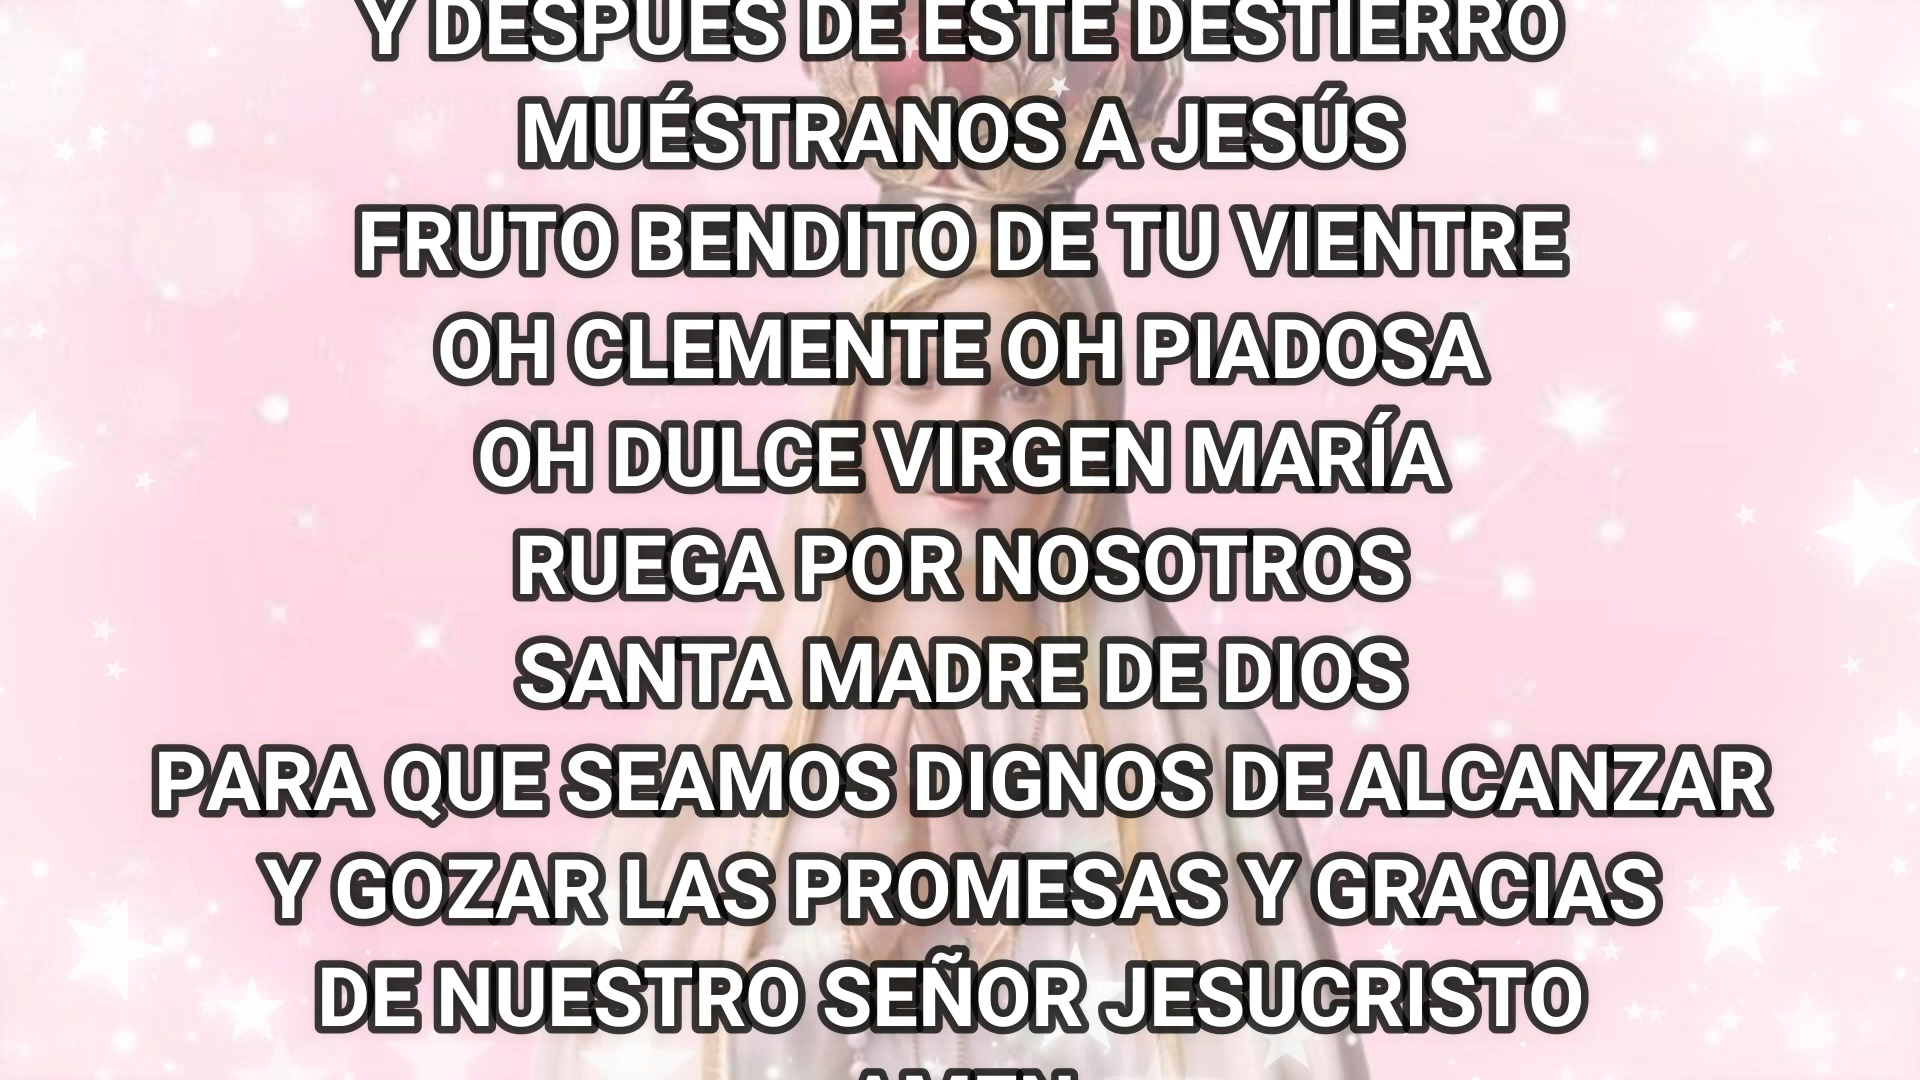 Y DESPUES DE ESTE DESTIERRO
MUÉSTRANOS A JESÚS
FRUTO BENDITO DE TU VIENTRE
OH CLEMENTE OH PIADOSA
OH DULCE VIRGEN MARÍA
RUEGA POR NOSOTROS
SANTA MADRE DE DIOS
PARA QUE SEAMOS DIGNOS DE ALCANZAR
Y GOZAR LAS PROMESAS Y GRACIAS
DE NUESTRO SEÑOR JESUCRISTO
AMEN